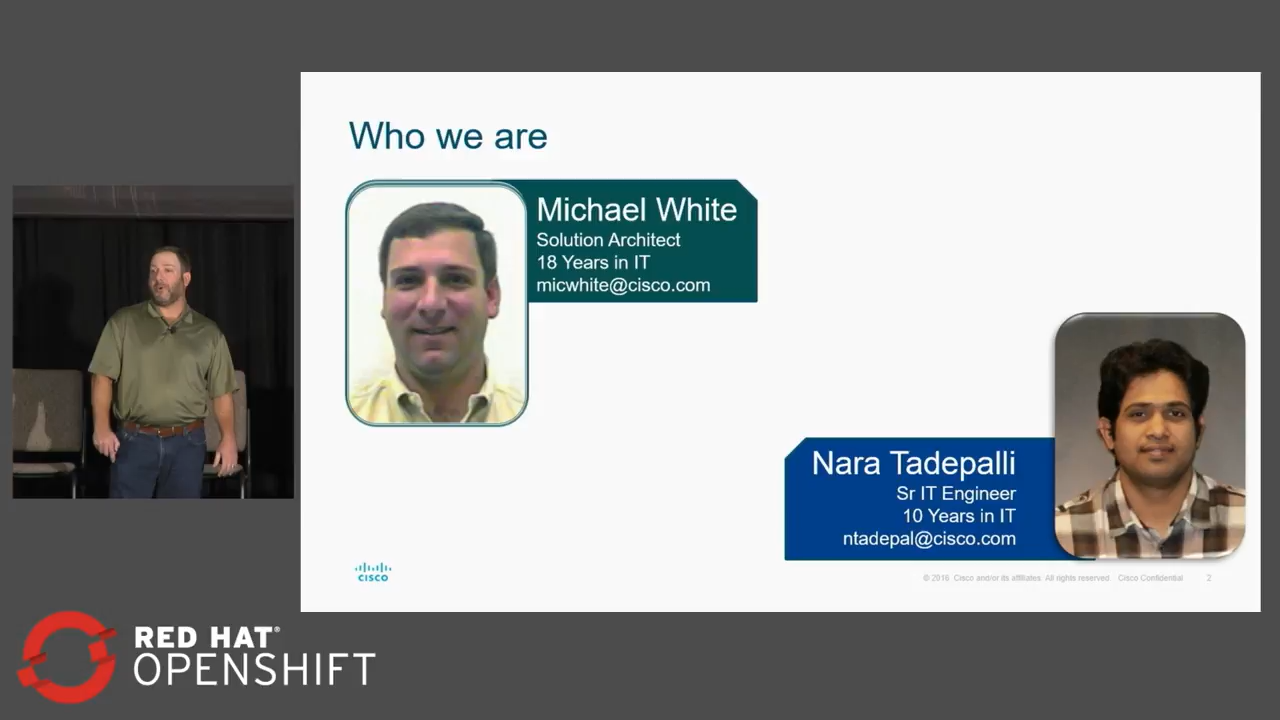 Who we are
Michael White
Solution Architect
18 Years in IT
micwhite@cisco.com
Nara Tadepalli
Sr IT Engineer
10 Years in IT
ntadepal@cisco.com
CISCO
© 2016 Cisco and/or its affiliates. All rights reserved. Cisco Confidential 2
RED HAT®
OPENSHIFT